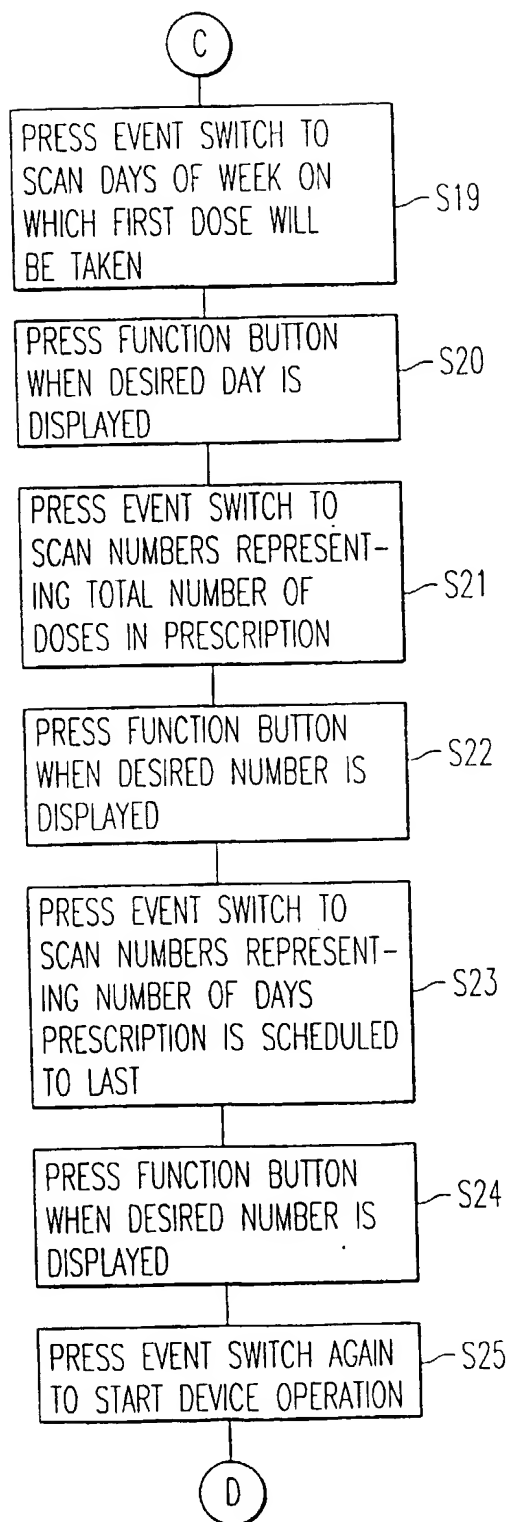 C
PRESS EVENT SWITCH TO
SCAN DAYS OF WEEK ON
WHICH FIRST DOSE WILL
BE TAKEN
S19
PRESS FUNCTION BUTTON
WHEN DESIRED DAY IS
DISPLAYED
S20
PRESS EVENT SWITCH TO
SCAN NUMBERS REPRESENT-
ING TOTAL NUMBER OF
DOSES IN PRESCRIPTION
S21
PRESS FUNCTION BUTTON
WHEN DESIRED NUMBER IS
DISPLAYED
S22
PRESS EVENT SWITCH TO
SCAN NUMBERS REPRESENT-
ING NUMBER OF DAYS
PRESCRIPTION IS SCHEDULED
TO LAST
S23
PRESS FUNCTION BUTTON
WHEN DESIRED NUMBER IS
DISPLAYED
S24
PRESS EVENT SWITCH AGAIN
TO START DEVICE OPERATION
S25
D